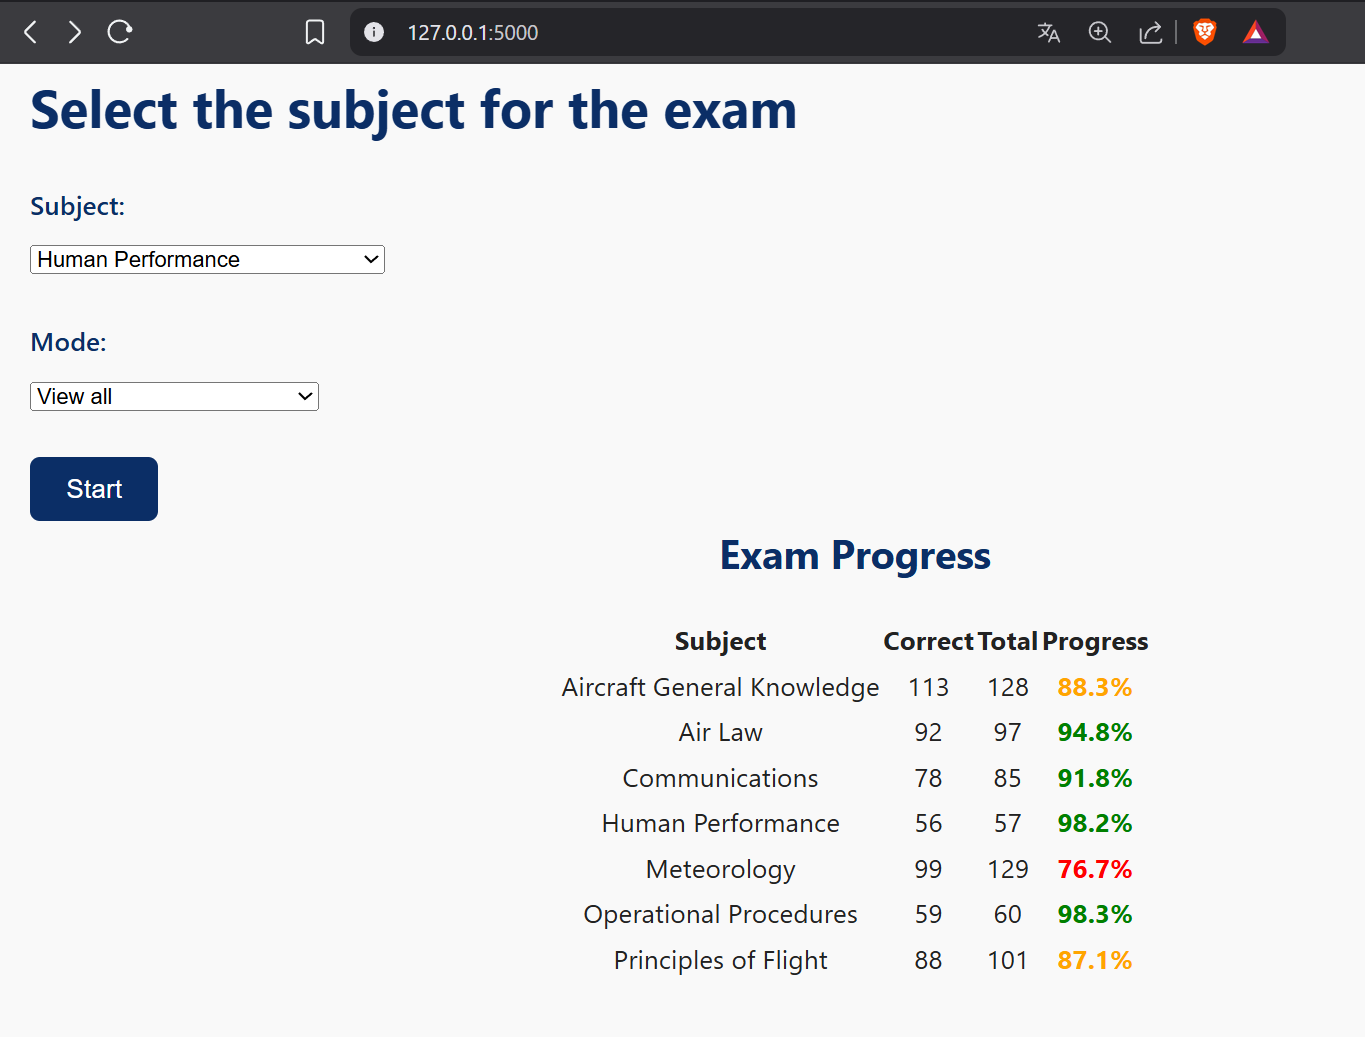 127.0.0.1:5000
Select the subject for the exam
Subject:
Human Performance
Mode:
View all
Start
Exam Progress
Subject Correct Total Progress
Aircraft General Knowledge 113 128 88.3%
Air Law 92 97 94.8%
Communications 78 85 91.8%
Human Performance 56 57 98.2%
Meteorology 99 129 76.7%
Operational Procedures 59 60 98.3%
Principles of Flight 88 101 87.1%